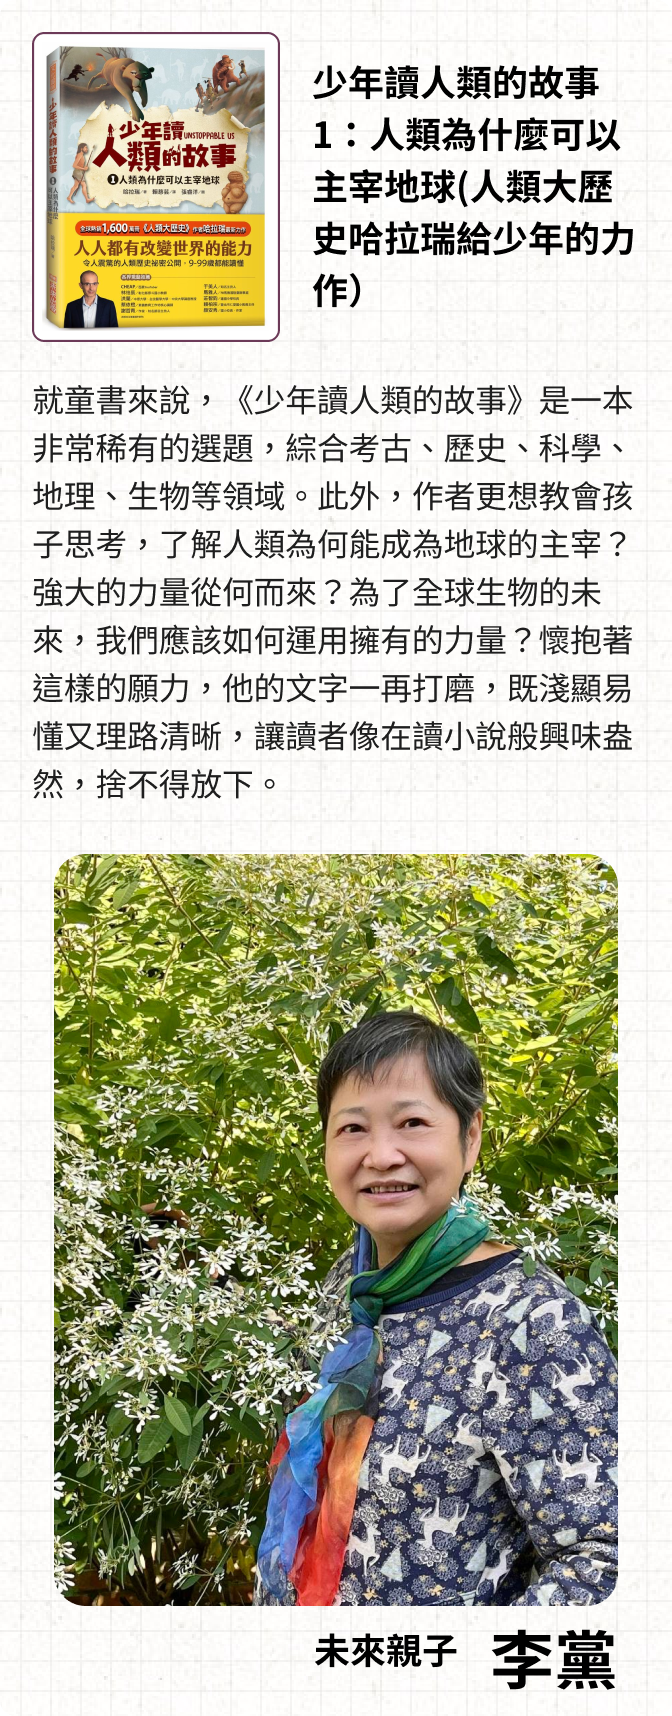 少年讀
UNSTOPPABLE US
人類的故事
1人類為什麼可以主宰地球
全球熱銷1,600萬冊《人類大歷史》作者哈拉瑞最新力作
人人都有改變世界的能力
令人震驚的人類歷史祕密公開,9-99歲都能讀懂
少年讀人類的故事
1:人類為什麼可以
主宰地球(人類大歷
史哈拉瑞給少年的力
作)
就童書來說,《少年讀人類的故事》是一本
非常稀有的選題,綜合考古、歷史、科學、
地理、生物等領域。此外,作者更想教會孩
子思考,了解人類為何能成為地球的主宰?
強大的力量從何而來?為了全球生物的未
來,我們應該如何運用擁有的力量?懷抱著
這樣的願力,他的文字一再打磨,既淺顯易
懂又理路清晰,讓讀者像在讀小說般興味盎
然,捨不得放下。
未來親子 李黨